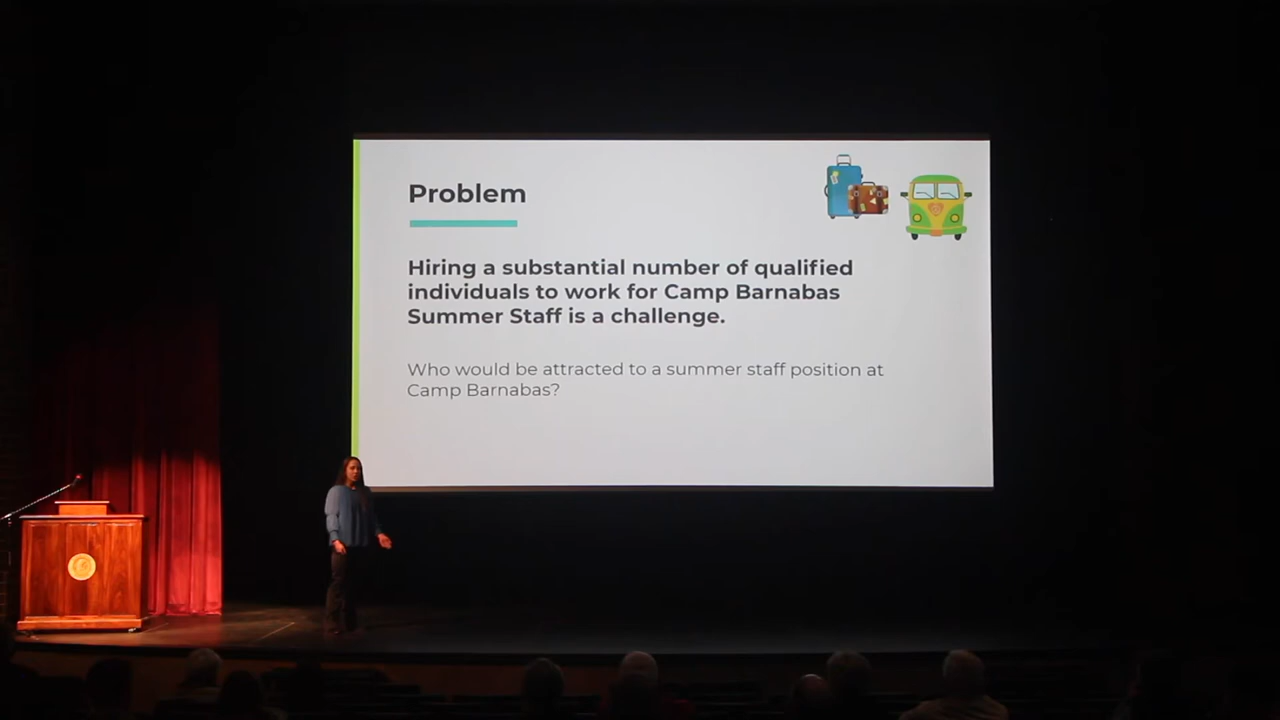 Problem
Hiring a substantial number of qualified
individuals to work for Camp Barnabas
Summer Staff is a challenge.
Who would be attracted to a summer staff position at
Camp Barnabas?